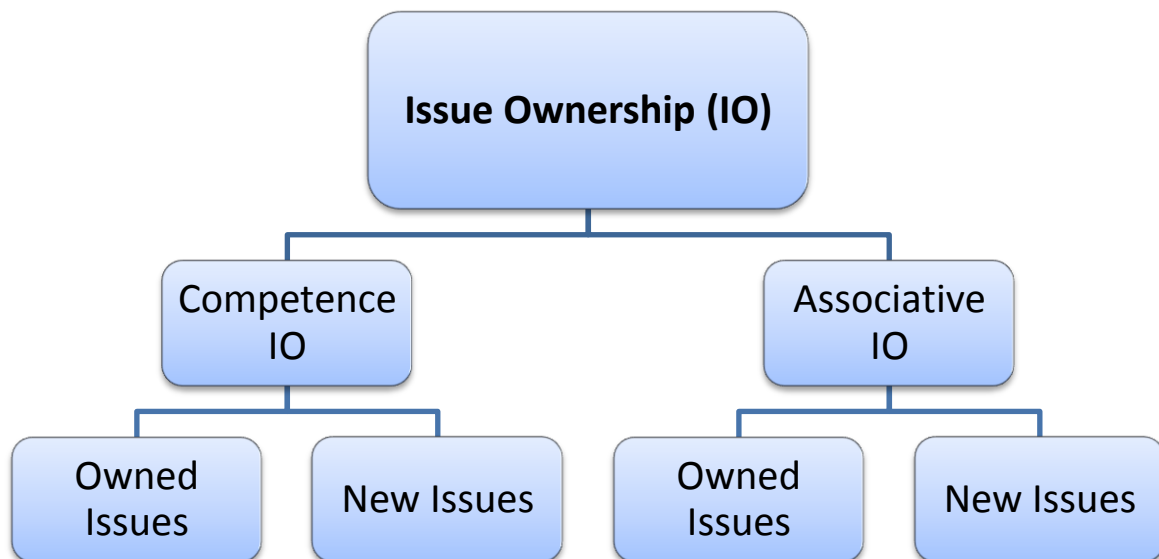 Issue Ownership (IO)
Competence
IO
Associative
IO
Owned
Issues
New Issues
Owned
Issues
New Issues